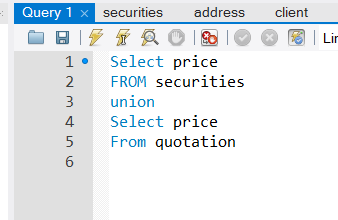 Query 1 × securities address client
Lin
1 Select price
2 FROM securities
3 union
4 Select price
5 From quotation
6